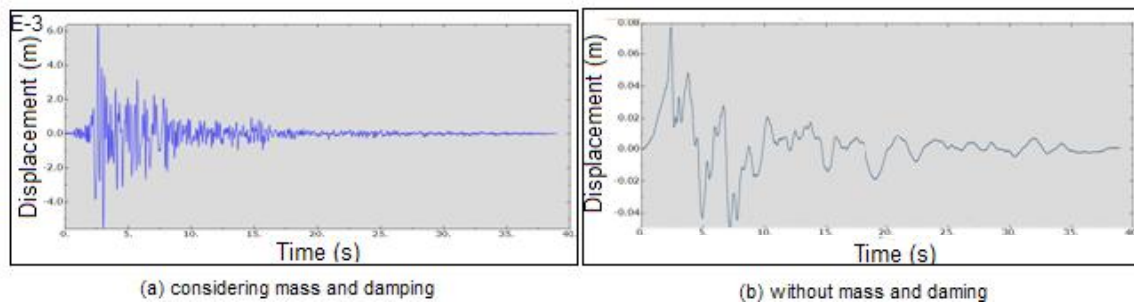 E-3
6.0
4.0
2.0
0.0
-2.0
-4.0
Displacement (m)
0. 5. 10. 15. 20. 25. 30. 35. 40.
Time (s)
(a) considering mass and damping
0.08
0.06
0.04
0.02
0.00
-0.02
-0.04
Displacement (m)
0. 5. 10. 15. 20. 25. 30. 35. 40
Time (s)
(b) without mass and daming